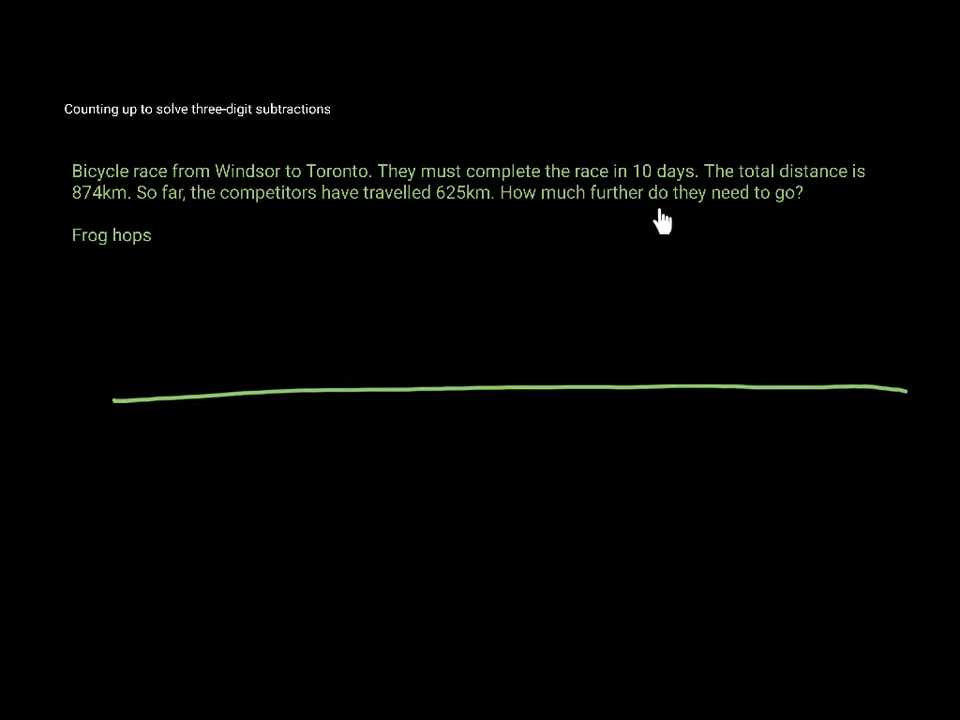 Counting up to solve three-digit subtractions
Bicycle race from Windsor to Toronto. They must complete the race in 10 days. The total distance is
874km. So far, the competitors have travelled 625km. How much further do they need to go?
Frog hops